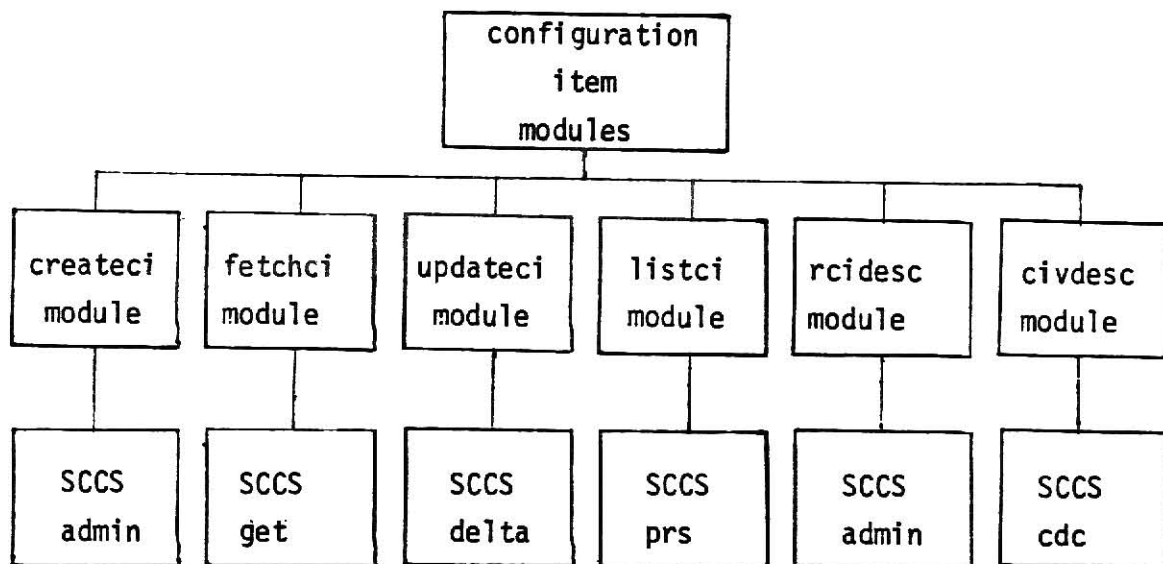 configuration
item
modules
createci
module
fetchci
module
updateci
module
listci
module
rcidesc
module
civdesc
module
SCCS
admin
SCCS
get
SCCS
delta
SCCS
prs
SCCS
admin
SCCS
cdc